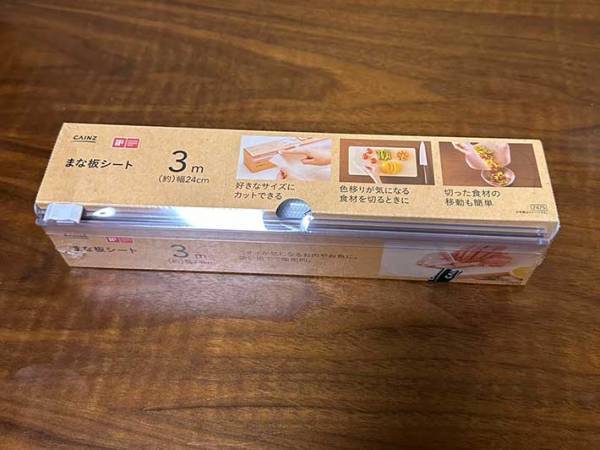 CAINZ
iF
まな板シート
3m
(約)幅24cm
好きなサイズに
カットできる
色移りが気になる
食材を切るときに
切った食材の
移動も簡単
まな板シート
3m